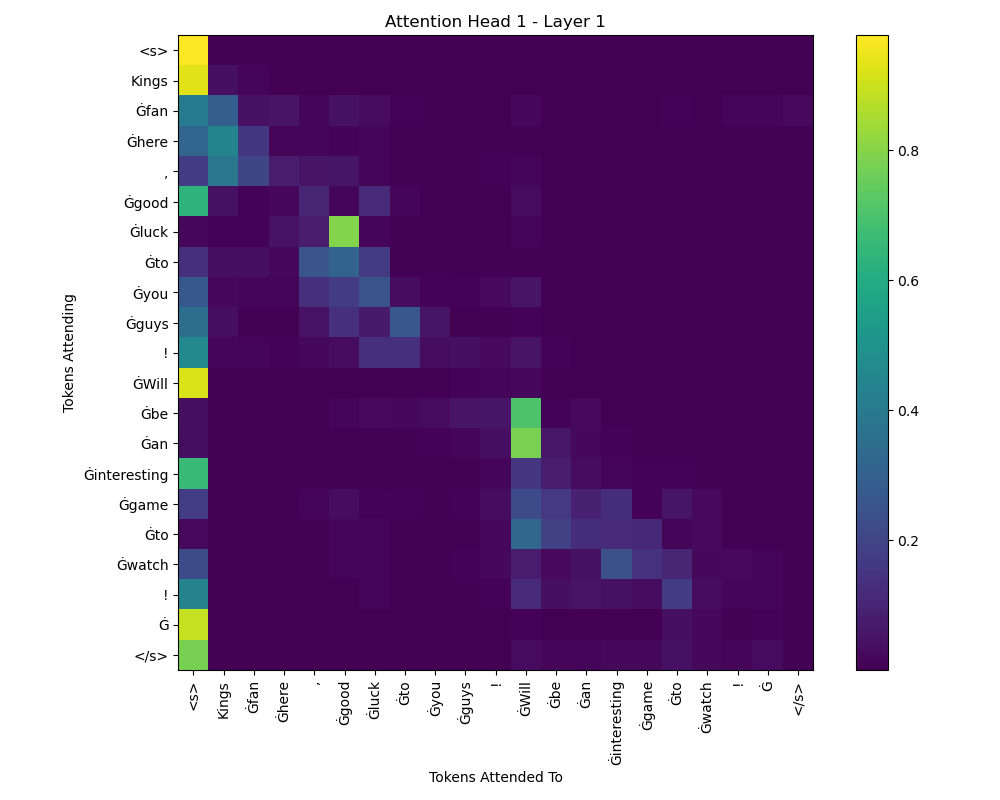 Attention Head 1 - Layer 1
<s>
Kings
Ġfan
Ġhere
,
Ġgood
Ġluck
Ġto
Ġyou
Ġguys
!
ĠWill
Ġbe
Ġan
Ġinteresting
Ġgame
Ġto
Ġwatch
!
Ġ
</s>
Tokens Attending
<s>
Kings
Ġfan
Ġhere
,
Ġgood
Ġluck
Ġto
Ġyou
Ġguys
!
ĠWill
Ġbe
Ġan
Ġinteresting
Ġgame
Ġto
Ġwatch
!
Ġ
</s>
Tokens Attended To
0.8
0.6
0.4
0.2